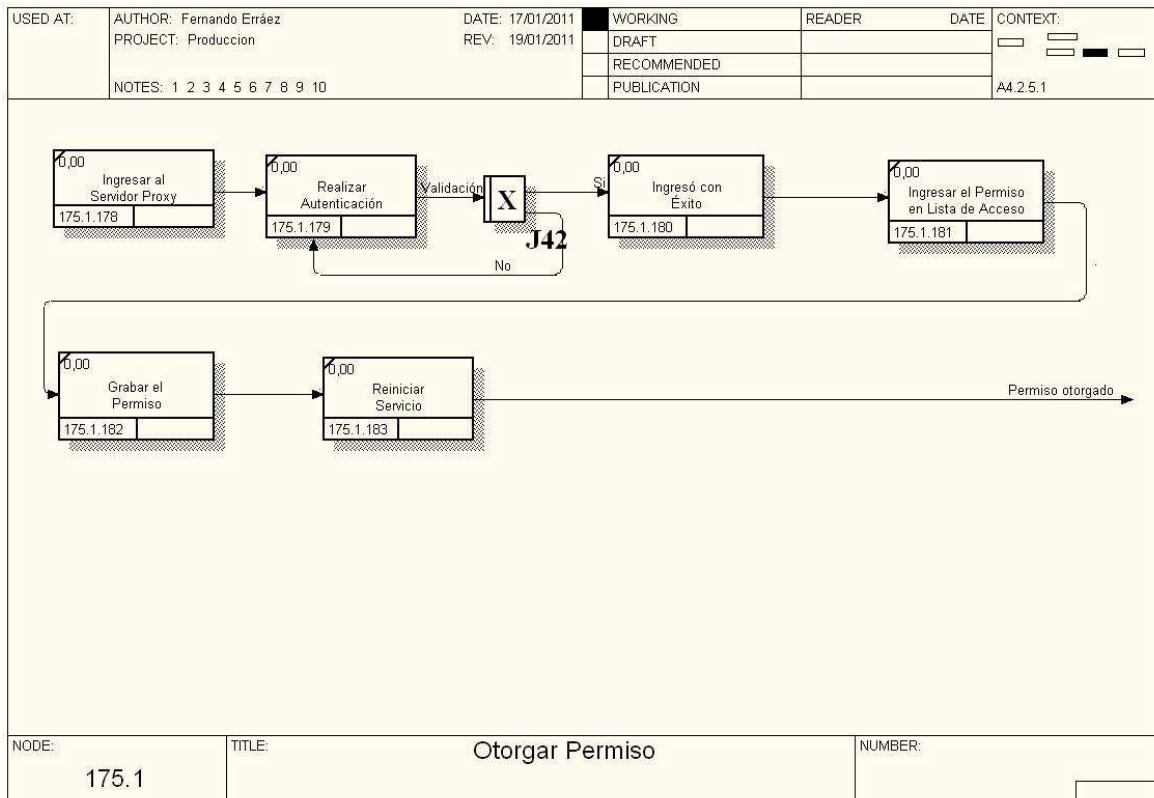 USED AT:
AUTHOR: Fernando Erráez
DATE: 17/01/2011
PROJECT: Produccion
REV: 19/01/2011
NOTES: 1 2 3 4 5 6 7 8 9 10
WORKING
DRAFT
RECOMMENDED
PUBLICATION
READER
DATE
CONTEXT:
A4.2.5.1
0,00
Ingresar al
Servidor Proxy
175.1.178
0,00
Realizar
Autenticación
175.1.179
Validación
X
J42
Si
No
0,00
Ingresó con
Éxito
175.1.180
0,00
Ingresar el Permiso
en Lista de Acceso
175.1.181
0,00
Grabar el
Permiso
175.1.182
0,00
Reiniciar
Servicio
175.1.183
Permiso otorgado
NODE:
175.1
TITLE:
Otorgar Permiso
NUMBER: